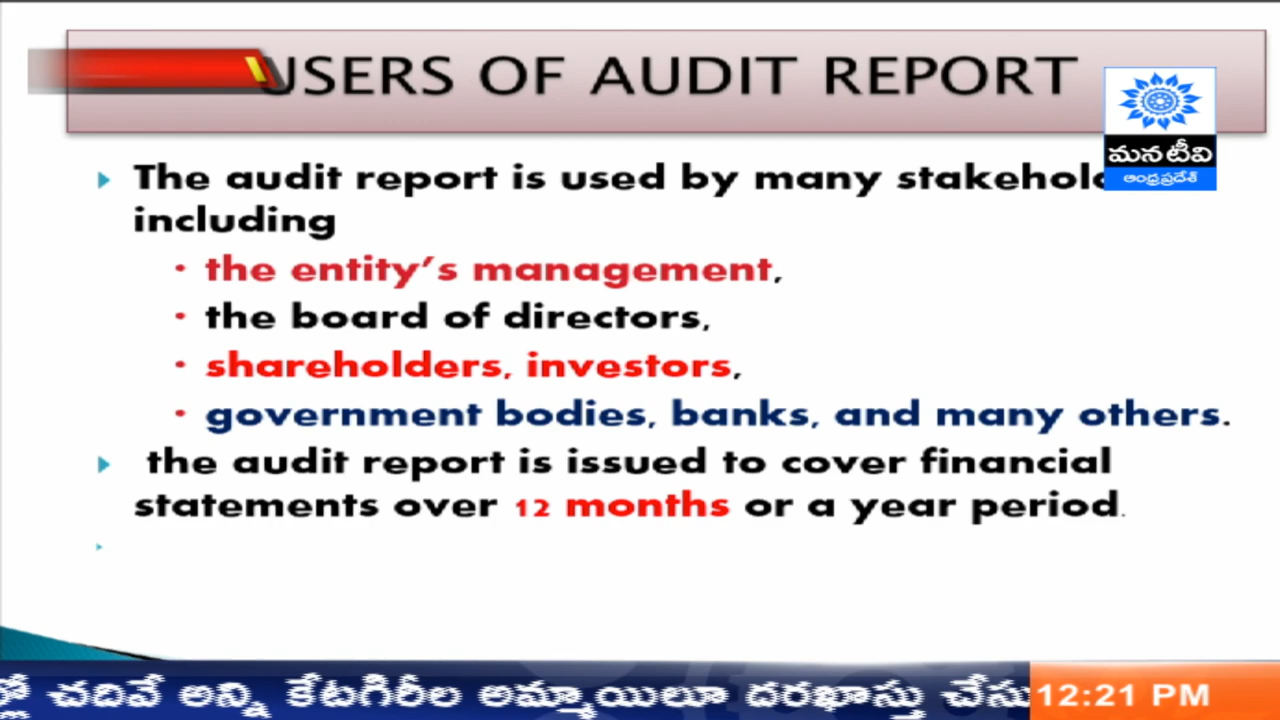 USERS OF AUDIT REPORT
మన టీవి
ఆంధ్రప్రదేశ్
The audit report is used by many
including
the entity’s management,
the board of directors,
shareholders, investors,
government bodies, banks, and many others.
the audit report is issued to cover financial
statements over 12 months or a year period.
చదివే అన్ని కేటగిరీల అమ్మాయిలూ దరఖాస్తు
12:21 PM